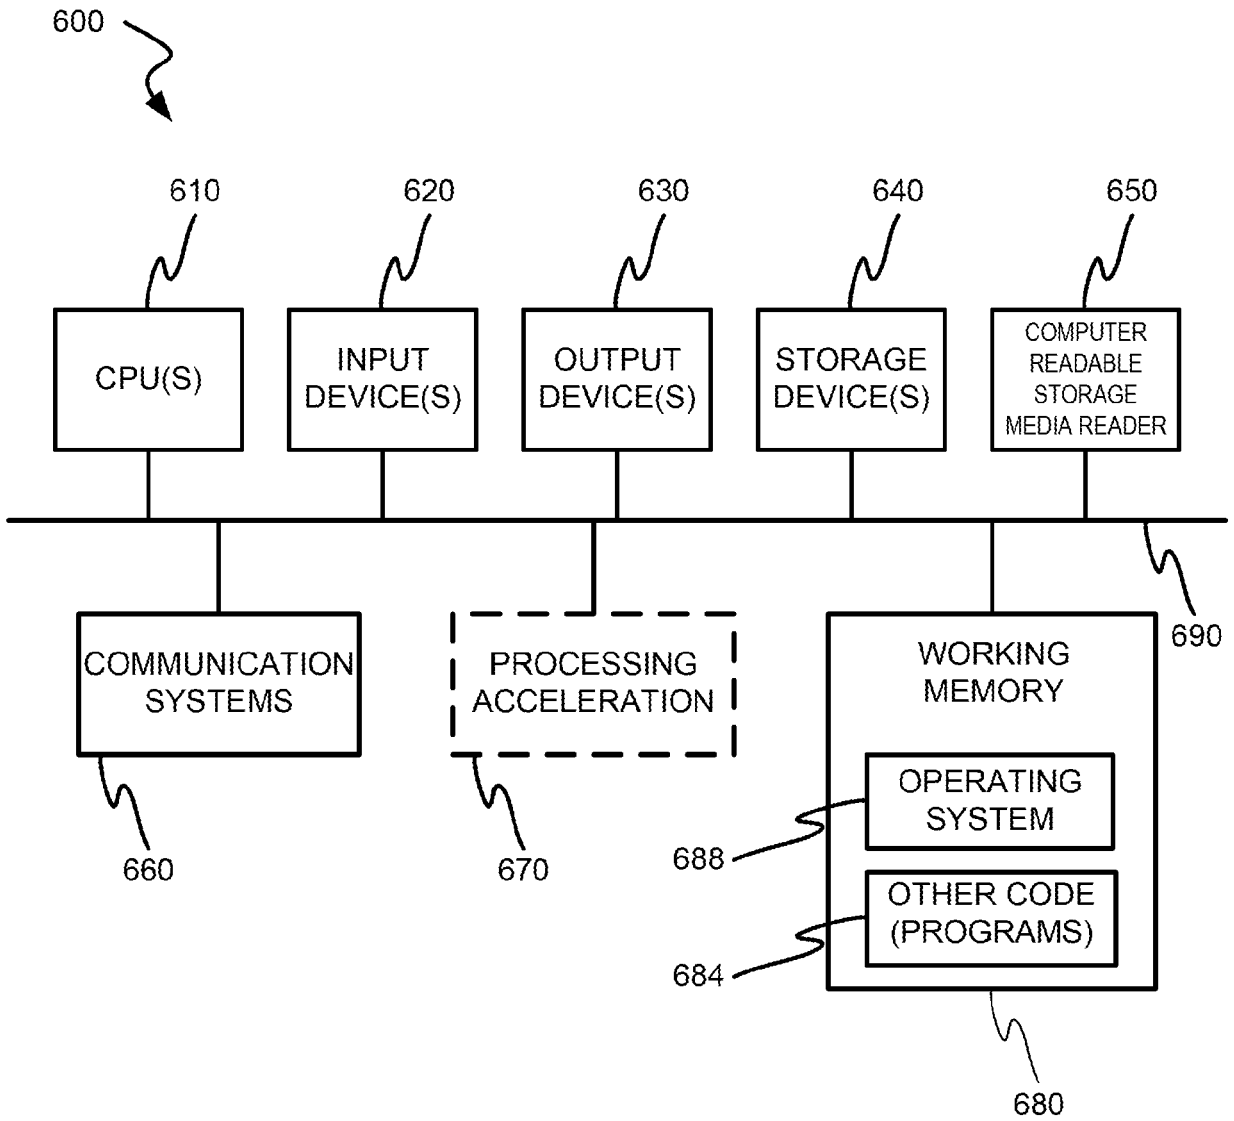 600
610
620
630
640
650
CPU(S)
INPUT
DEVICE(S)
OUTPUT
DEVICE(S)
STORAGE
DEVICE(S)
COMPUTER
READABLE
STORAGE
MEDIA READER
690
COMMUNICATION
SYSTEMS
PROCESSING
ACCELERATION
WORKING
MEMORY
OPERATING
SYSTEM
688
660
670
OTHER CODE
(PROGRAMS)
684
680